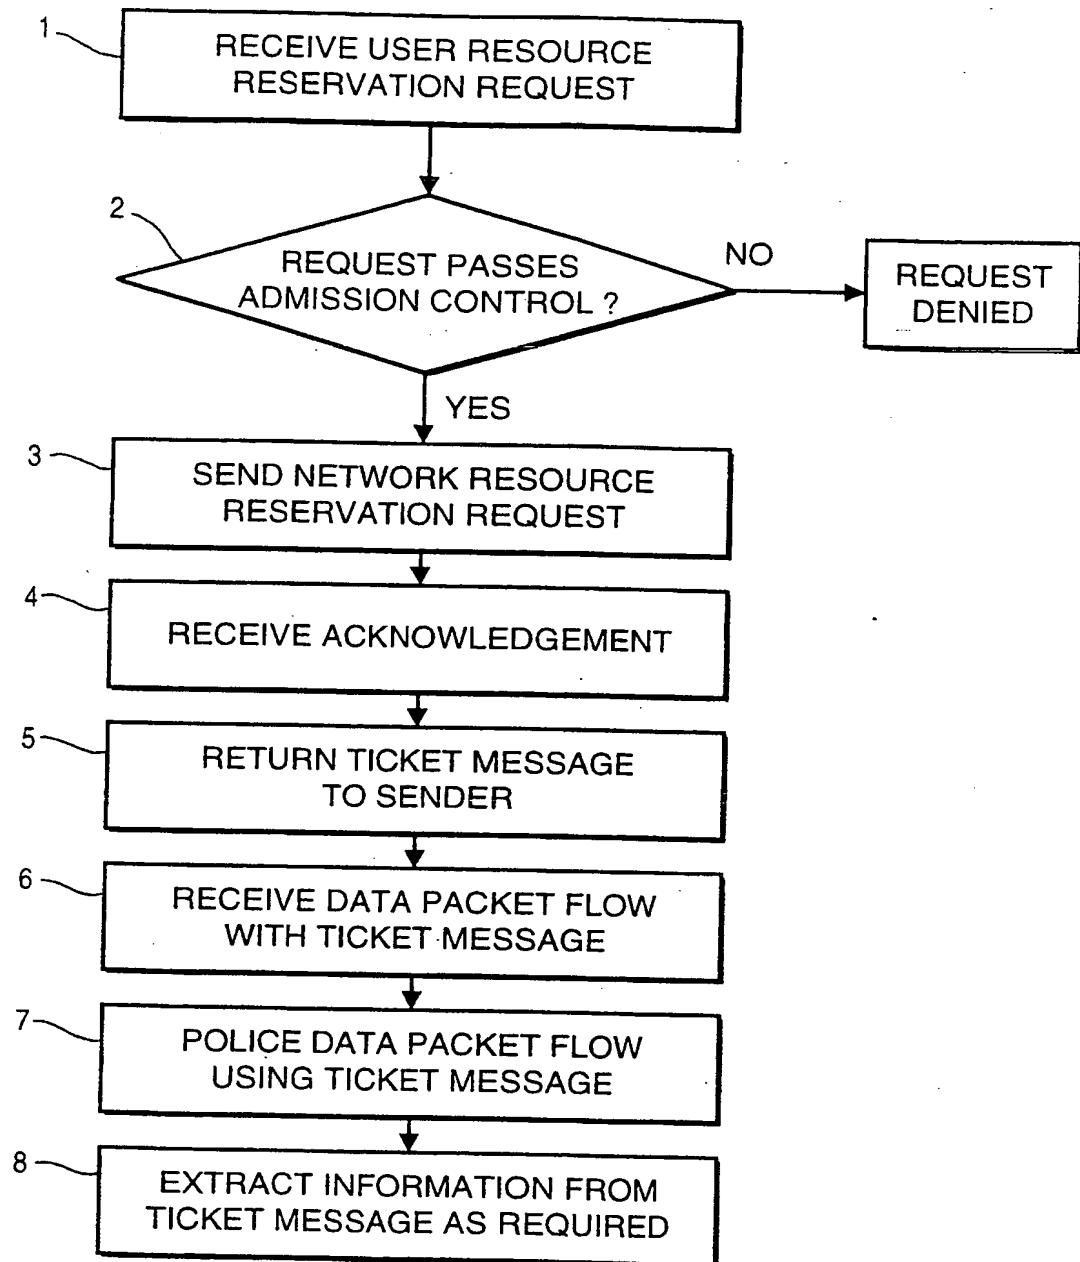 1
RECEIVE USER RESOURCE
RESERVATION REQUEST
2
REQUEST PASSES
ADMISSION CONTROL ?
NO
REQUEST
DENIED
YES
3
SEND NETWORK RESOURCE
RESERVATION REQUEST
4
RECEIVE ACKNOWLEDGEMENT
5
RETURN TICKET MESSAGE
TO SENDER
6
RECEIVE DATA PACKET FLOW
WITH TICKET MESSAGE
7
POLICE DATA PACKET FLOW
USING TICKET MESSAGE
8
EXTRACT INFORMATION FROM
TICKET MESSAGE AS REQUIRED